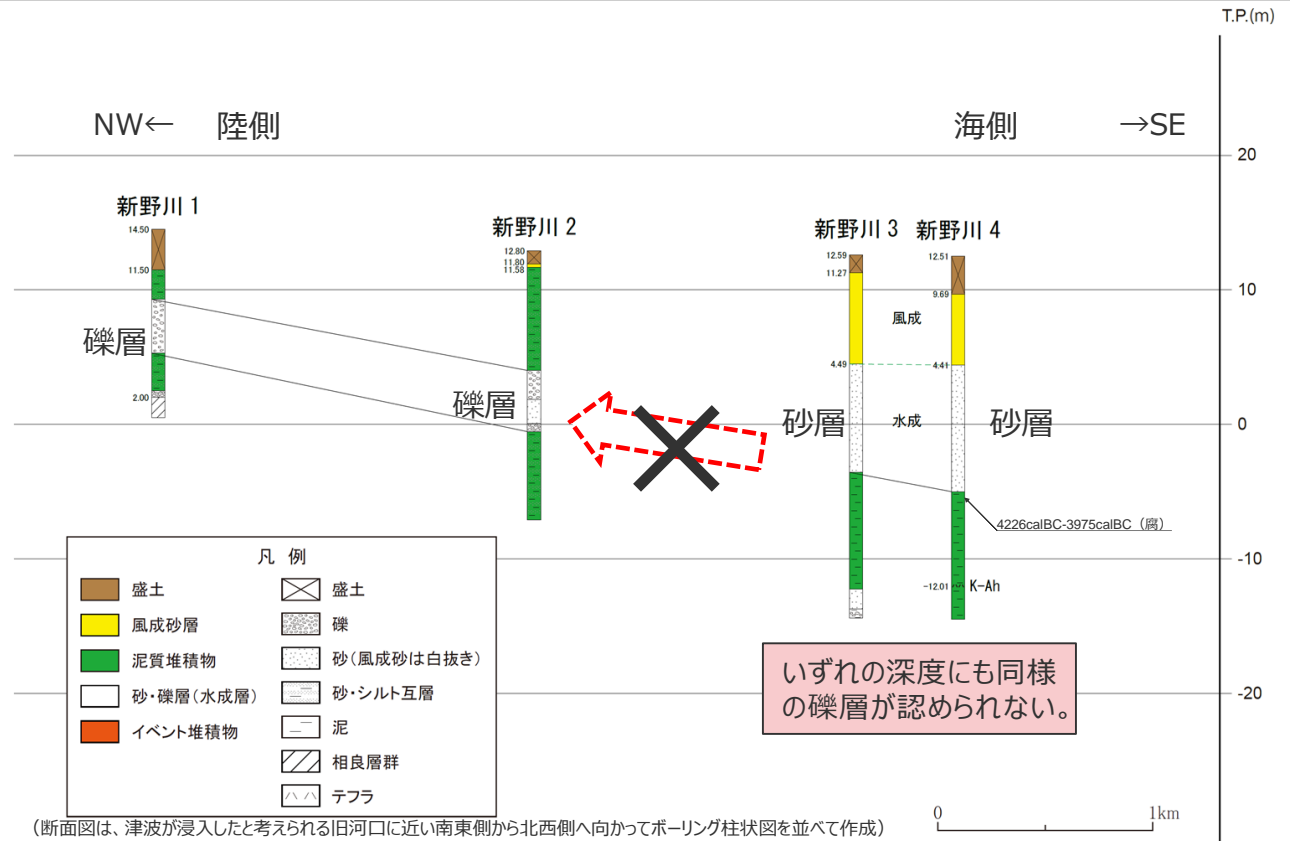 T.P.(m)
NW← 陸側 海側 →SE
20
新野川1
14.50
11.50
礫層
2.00
新野川2
12.80
11.80
11.58
礫層
新野川3 新野川4
12.59
11.27
4.49
12.51
9.69
4.41
風成
水成
砂層
砂層
4226calBC-3975calBC(腐)
-12.01 K-Ah
10
0
-10
-20
いずれの深度にも同様
の礫層が認められない。
凡 例
盛土
風成砂層
泥質堆積物
砂・礫層(水成層)
イベント堆積物
盛土
礫
砂(風成砂は白抜き)
砂・シルト互層
泥
相良層群
テフラ
0 1km
(断面図は、津波が浸入したと考えられる旧河口に近い南東側から北西側へ向かってボーリング柱状図を並べて作成)